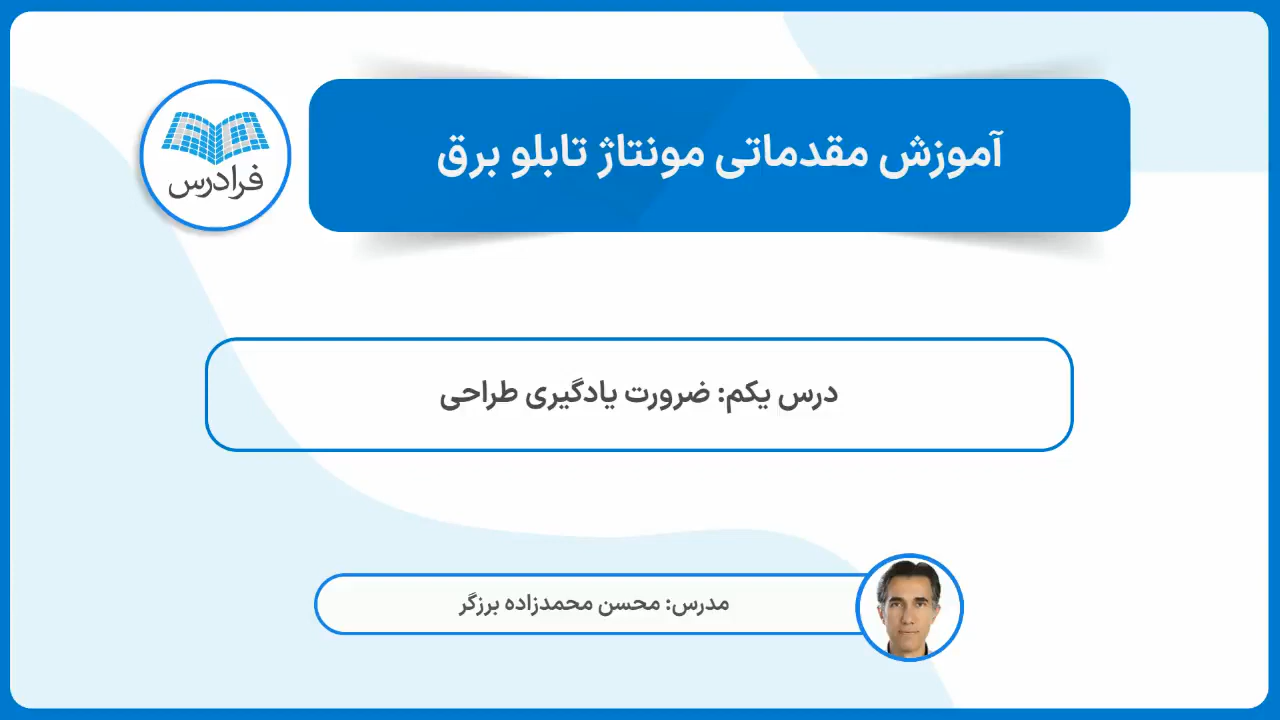 آموزش مقدماتی مونتاژ تابلو برق
فرادرس
درس یکم: ضرورت یادگیری طراحی
مدرس: محسن محمدزاده برزگر